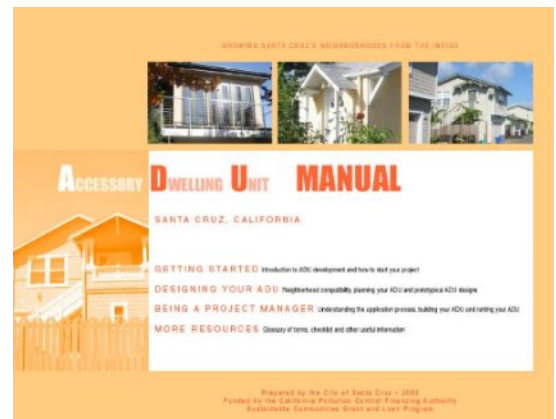 GROWING SANTA CRUZ'S NEIGHBORHOODS FROM THE INSIDE
ACCESSORY DWELLING UNIT MANUAL
SANTA CRUZ, CALIFORNIA
GETTING STARTED Introduction to ADU development and how to start your project
DESIGNING YOUR ADU Neighborhood compatibility, planning your ADU and prototypical ADU designs
BEING A PROJECT MANAGER Understanding the application process, building your ADU and renting your ADU
MORE RESOURCES Glossary of terms, checklist and other useful information
Prepared by the City of Santa Cruz • 2003
Funded by the California Pollution Control Financing Authority
Sustainable Communities Grant and Loan Program